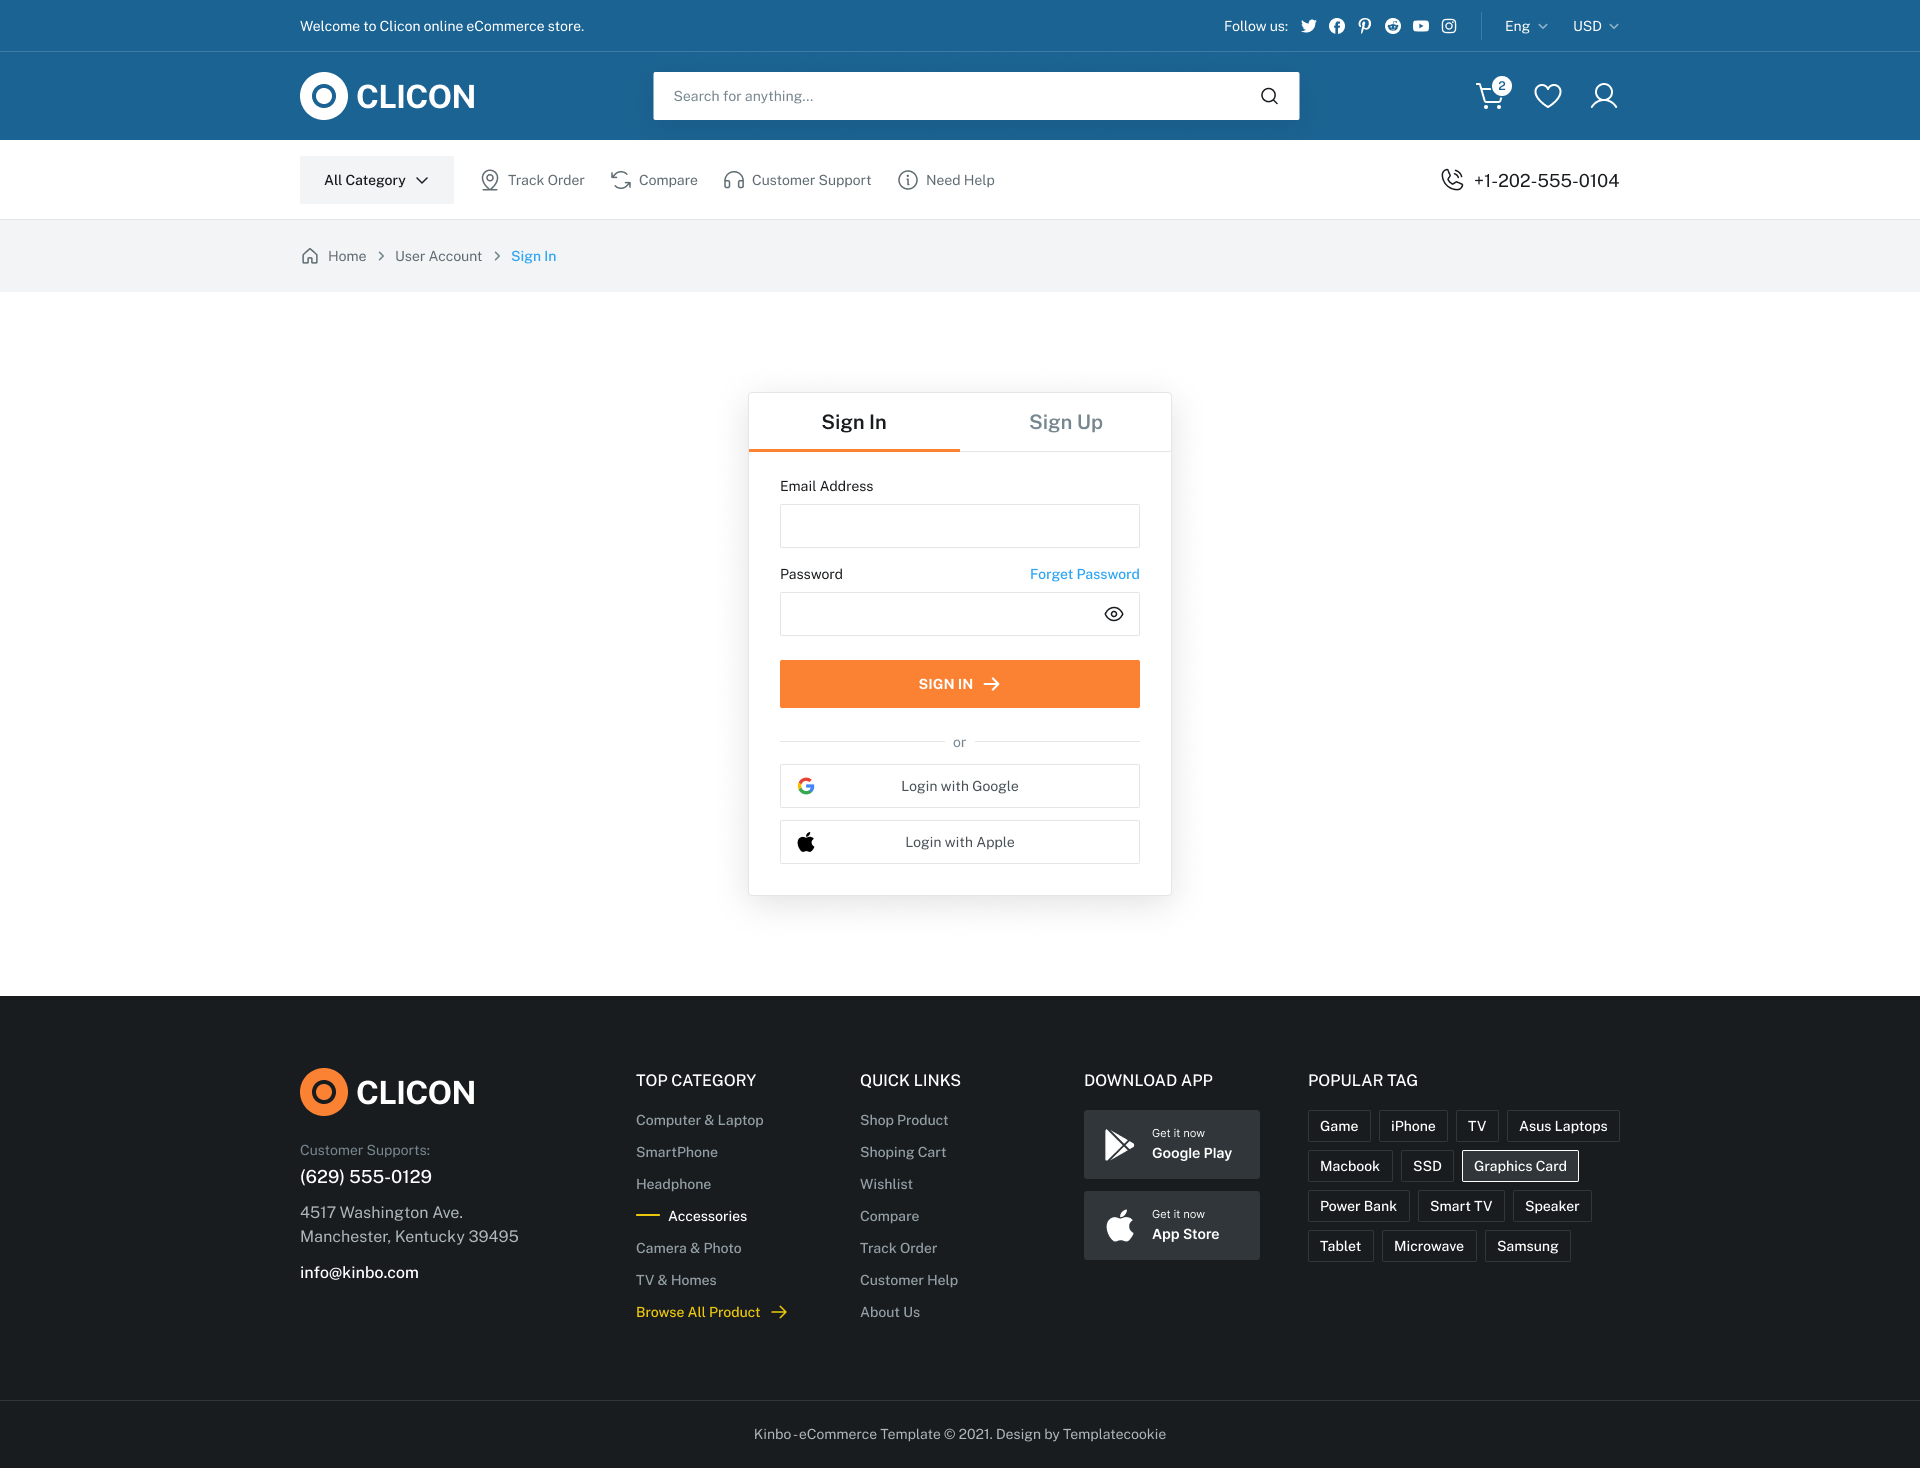 Welcome to Clicon online eCommerce store.
Follow us:
Eng
USD
CLICON
Search for anything...
2
All Category
Track Order
Compare
Customer Support
Need Help
+1-202-555-0104
Home
User Account
Sign In
Sign In
Sign Up
Email Address
Password
Forget Password
SIGN IN
or
Login with Google
Login with Apple
CLICON
Customer Supports:
(629) 555-0129
4517 Washington Ave.
Manchester, Kentucky 39495
info@kinbo.com
TOP CATEGORY
Computer & Laptop
SmartPhone
Headphone
Accessories
Camera & Photo
TV & Homes
Browse All Product
QUICK LINKS
Shop Product
Shoping Cart
Wishlist
Compare
Track Order
Customer Help
About Us
DOWNLOAD APP
Get it now
Google Play
Get it now
App Store
POPULAR TAG
Game
iPhone
TV
Asus Laptops
Macbook
SSD
Graphics Card
Power Bank
Smart TV
Speaker
Tablet
Microwave
Samsung
Kinbo - eCommerce Template © 2021. Design by Templatecookie